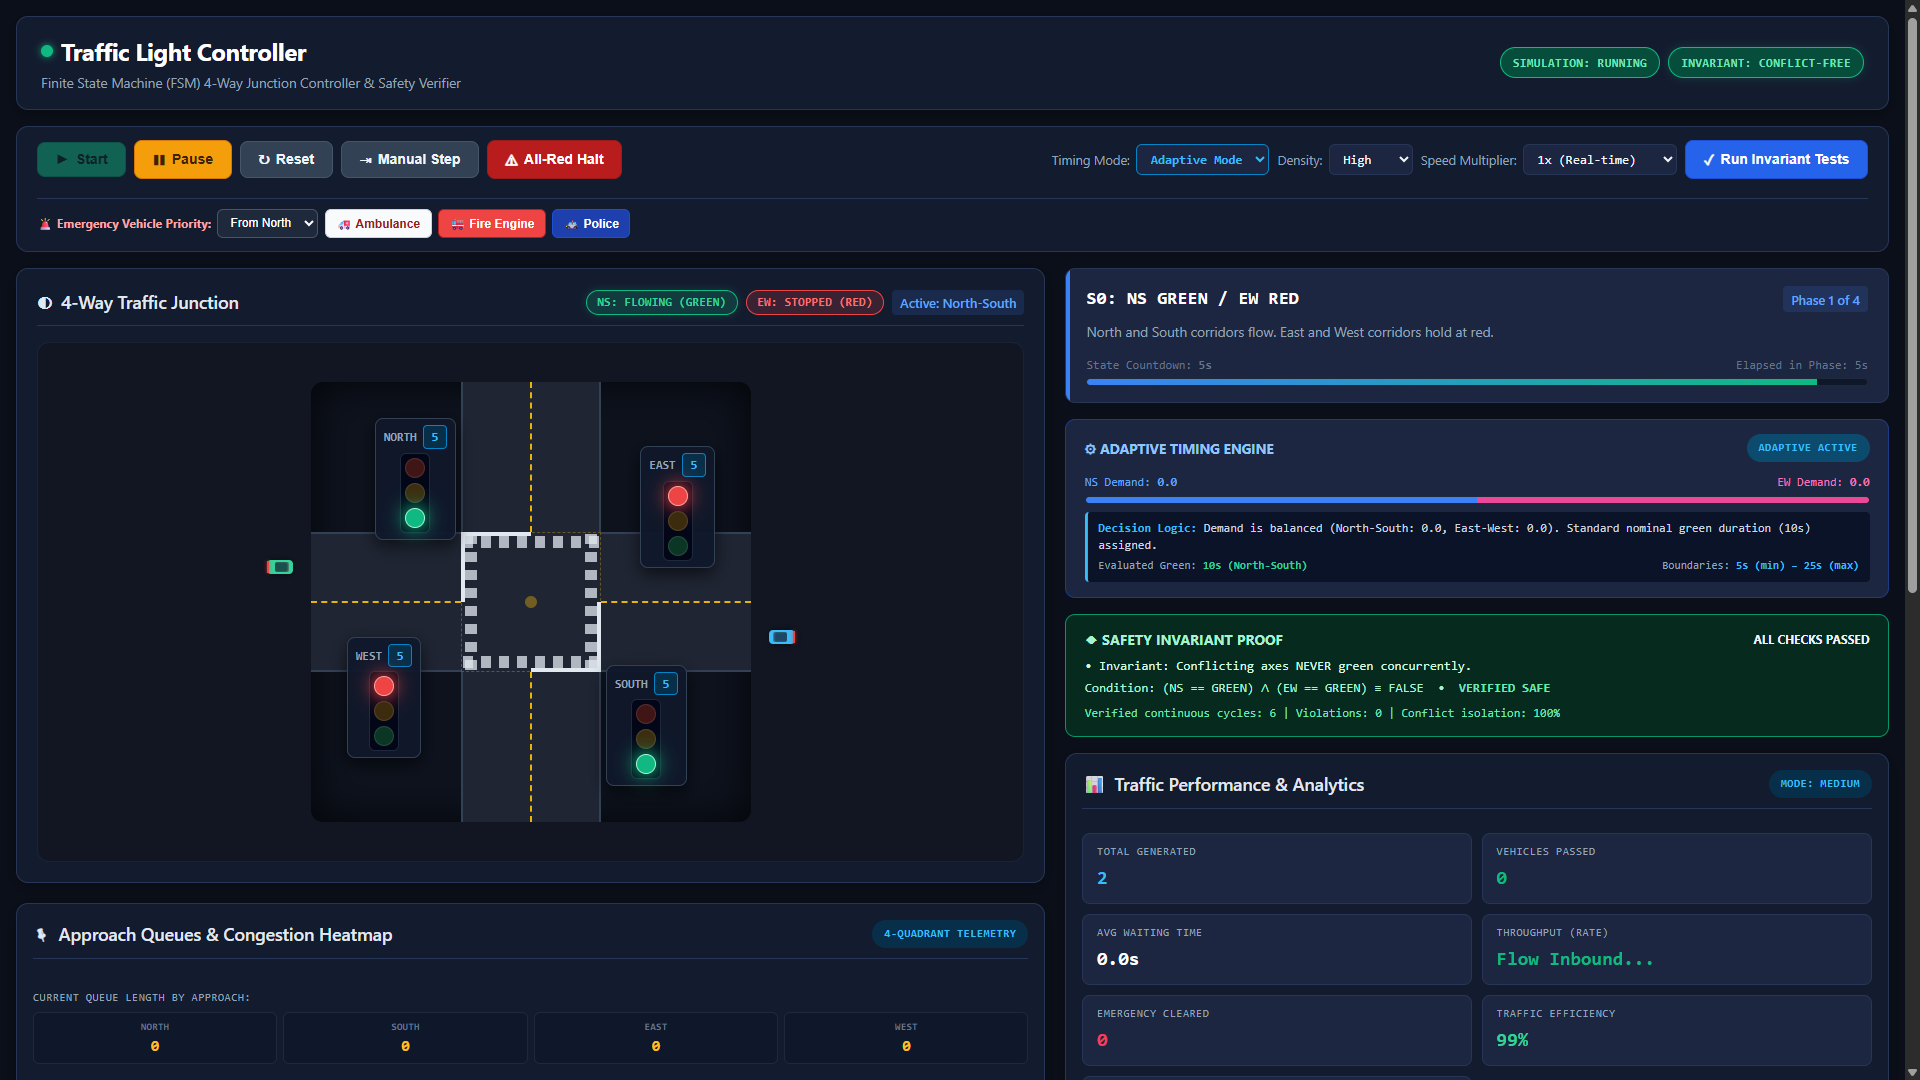 Traffic Light Controller
Finite State Machine (FSM) 4-Way Junction Controller & Safety Verifier
SIMULATION: RUNNING
INVARIANT: CONFLICT-FREE
Start
Pause
Reset
Manual Step
All-Red Halt
Timing Mode: Adaptive Mode
Density: High
Speed Multiplier: 1x (Real-time)
Run Invariant Tests
Emergency Vehicle Priority: From North
Ambulance
Fire Engine
Police
4-Way Traffic Junction
NS: FLOWING (GREEN)
EW: STOPPED (RED)
Active: North-South
NORTH 5
EAST 5
WEST 5
SOUTH 5
S0: NS GREEN / EW RED
Phase 1 of 4
North and South corridors flow. East and West corridors hold at red.
State Countdown: 5s
Elapsed in Phase: 5s
ADAPTIVE TIMING ENGINE
ADAPTIVE ACTIVE
NS Demand: 0.0
EW Demand: 0.0
Decision Logic: Demand is balanced (North-South: 0.0, East-West: 0.0). Standard nominal green duration (10s)
assigned.
Evaluated Green: 10s (North-South)
Boundaries: 5s (min) – 25s (max)
SAFETY INVARIANT PROOF
ALL CHECKS PASSED
• Invariant: Conflicting axes NEVER green concurrently.
Condition: (NS == GREEN) ∧ (EW == GREEN) ≡ FALSE • VERIFIED SAFE
Verified continuous cycles: 6 | Violations: 0 | Conflict isolation: 100%
Traffic Performance & Analytics
MODE: MEDIUM
TOTAL GENERATED
2
VEHICLES PASSED
0
AVG WAITING TIME
0.0s
THROUGHPUT (RATE)
Flow Inbound...
EMERGENCY CLEARED
0
TRAFFIC EFFICIENCY
99%
Approach Queues & Congestion Heatmap
4-QUADRANT TELEMETRY
CURRENT QUEUE LENGTH BY APPROACH:
NORTH
0
SOUTH
0
EAST
0
WEST
0